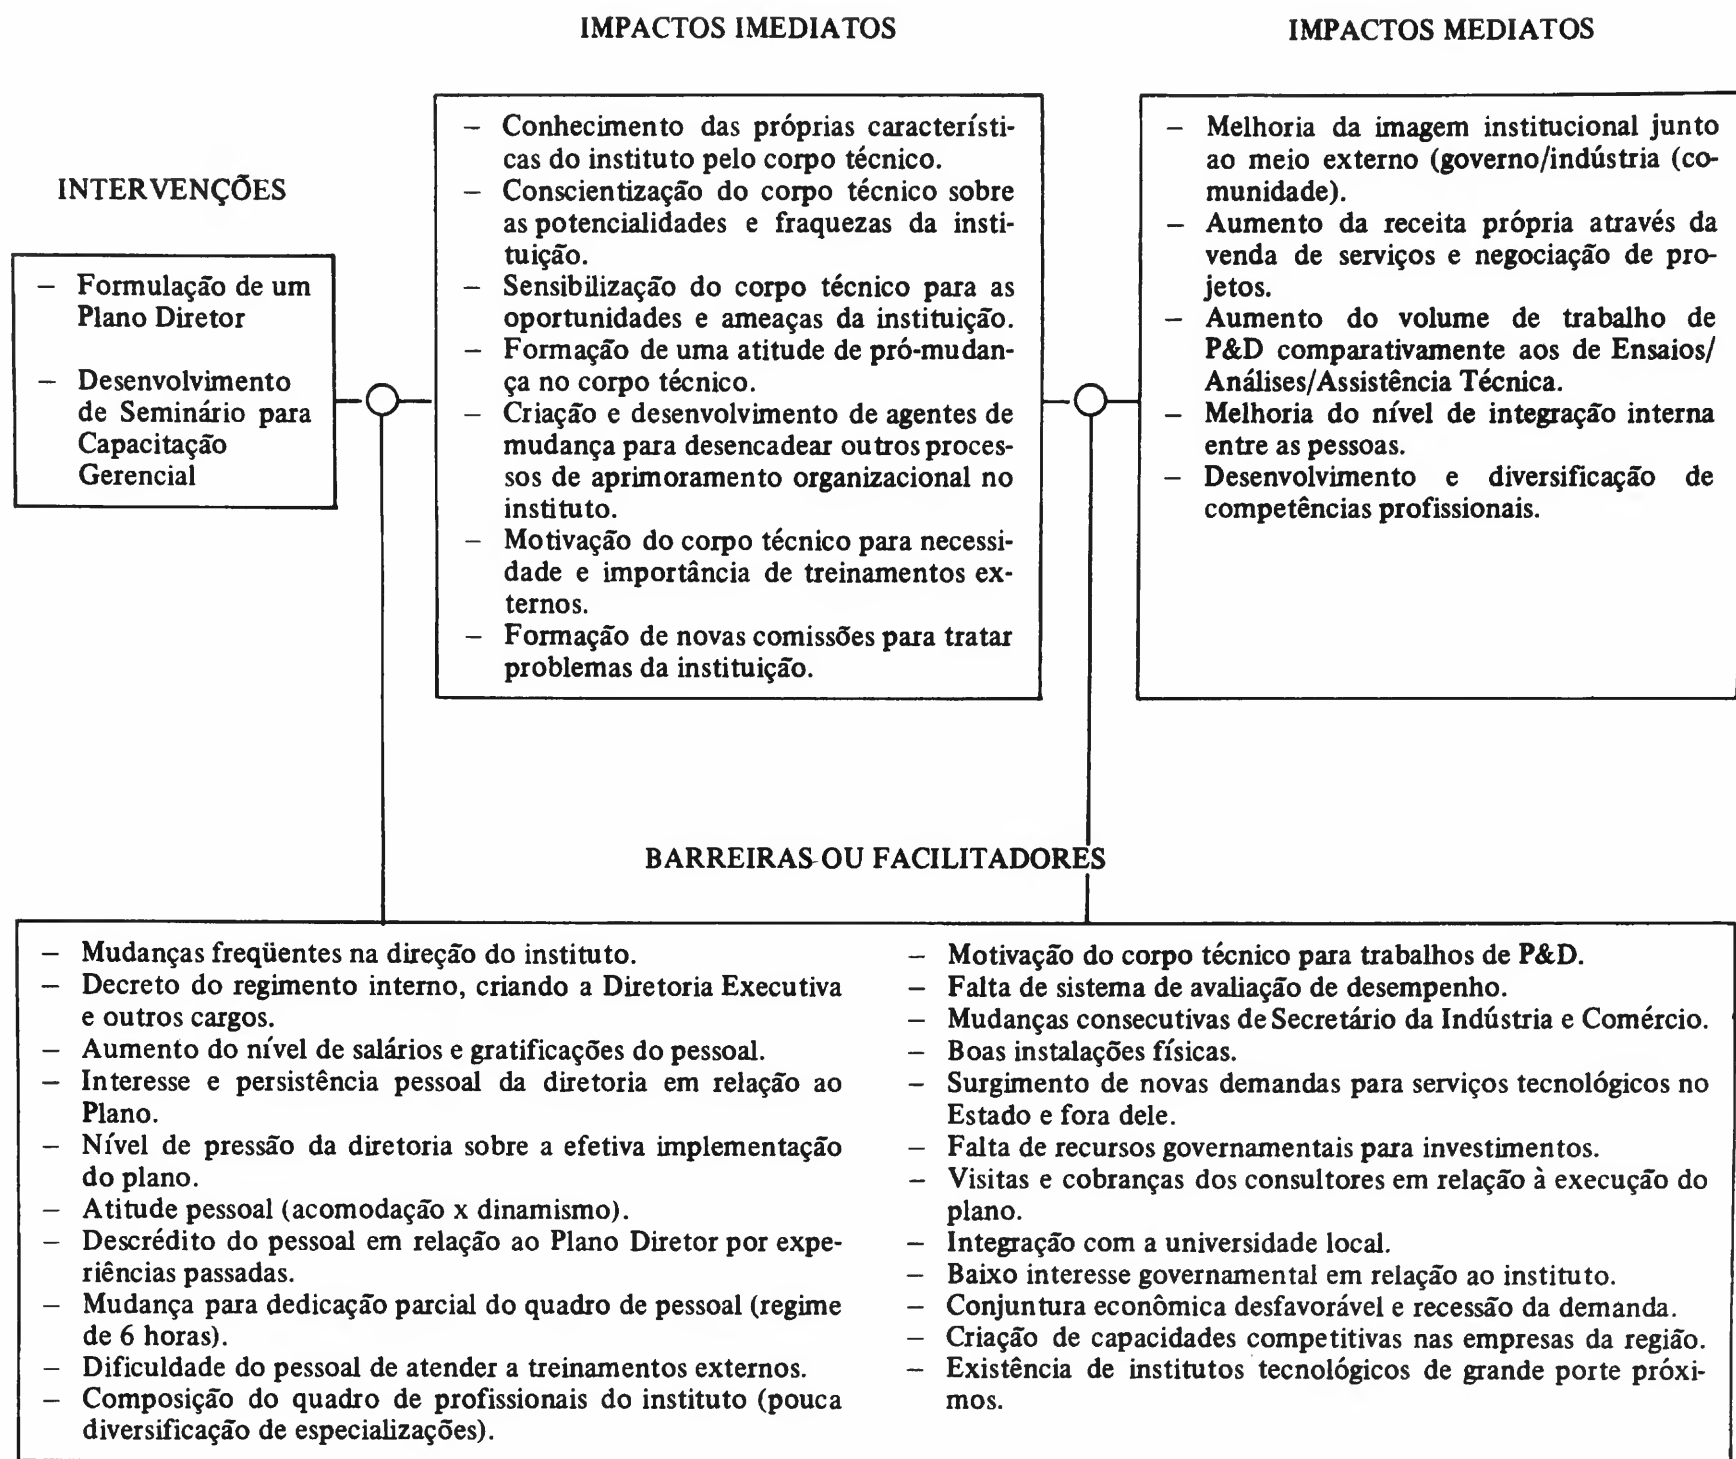 IMPACTOS IMEDIATOS
IMPACTOS MEDIATOS
INTERVENÇÕES
– Formulação de um
Plano Diretor
– Desenvolvimento
de Seminário para
Capacitação
Gerencial
– Conhecimento das próprias característi-
cas do instituto pelo corpo técnico.
– Conscientização do corpo técnico sobre
as potencialidades e fraquezas da insti-
tuição.
– Sensibilização do corpo técnico para as
oportunidades e ameaças da instituição.
– Formação de uma atitude de pró-mudan-
ça no corpo técnico.
– Criação e desenvolvimento de agentes de
mudança para desencadear outros proces-
sos de aprimoramento organizacional no
instituto.
– Motivação do corpo técnico para necessi-
dade e importância de treinamentos ex-
ternos.
– Formação de novas comissões para tratar
problemas da instituição.
– Melhoria da imagem institucional junto
ao meio externo (governo/indústria (co-
munidade).
– Aumento da receita própria através da
venda de serviços e negociação de pro-
jetos.
– Aumento do volume de trabalho de
P&D comparativamente aos de Ensaios/
Análises/Assistência Técnica.
– Melhoria do nível de integração interna
entre as pessoas.
– Desenvolvimento e diversificação de
competências profissionais.
BARREIRAS OU FACILITADORES
– Mudanças freqüentes na direção do instituto.
– Decreto do regimento interno, criando a Diretoria Executiva
e outros cargos.
– Aumento do nível de salários e gratificações do pessoal.
– Interesse e persistência pessoal da diretoria em relação ao
Plano.
– Nível de pressão da diretoria sobre a efetiva implementação
do plano.
– Atitude pessoal (acomodação x dinamismo).
– Descrédito do pessoal em relação ao Plano Diretor por expe-
riências passadas.
– Mudança para dedicação parcial do quadro de pessoal (regime
de 6 horas).
– Dificuldade do pessoal de atender a treinamentos externos.
– Composição do quadro de profissionais do instituto (pouca
diversificação de especializações).
– Motivação do corpo técnico para trabalhos de P&D.
– Falta de sistema de avaliação de desempenho.
– Mudanças consecutivas de Secretário da Indústria e Comércio.
– Boas instalações físicas.
– Surgimento de novas demandas para serviços tecnológicos no
Estado e fora dele.
– Falta de recursos governamentais para investimentos.
– Visitas e cobranças dos consultores em relação à execução do
plano.
– Integração com a universidade local.
– Baixo interesse governamental em relação ao instituto.
– Conjuntura econômica desfavorável e recessão da demanda.
– Criação de capacidades competitivas nas empresas da região.
– Existência de institutos tecnológicos de grande porte próxi-
mos.